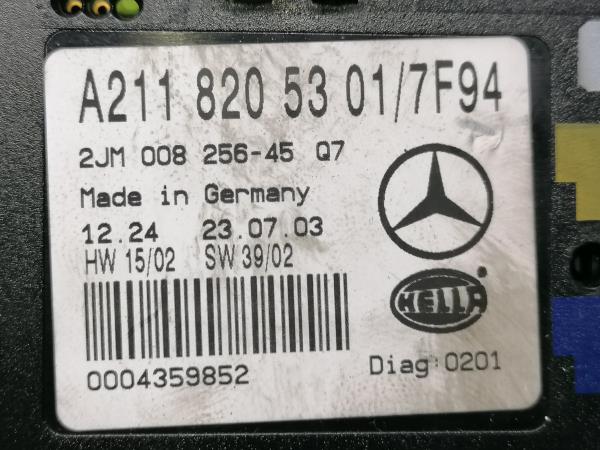 A211 820 53 01/7F94
2JM 008 256-45 Q7
Made in Germany
12.24 23.07.03
HW 15/02 SW 39/02
HELLA ®
0004359852
Diag:0201